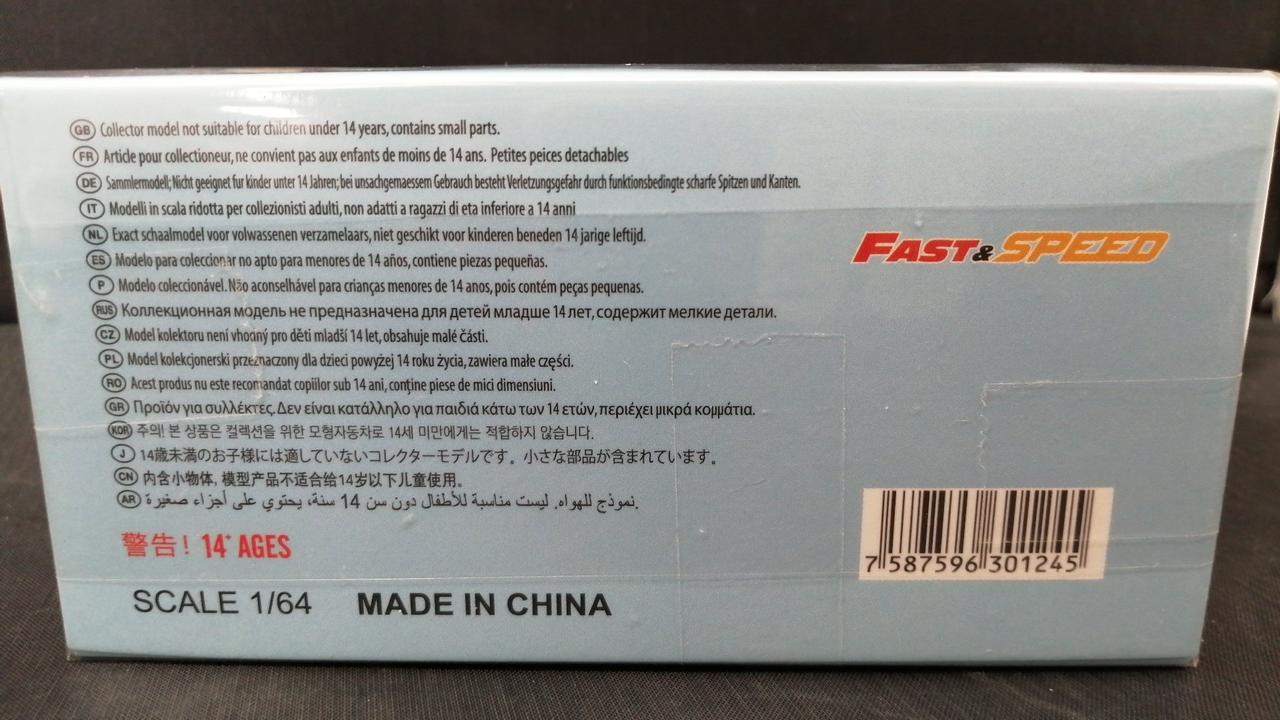 GB Collector model not suitable for children under 14 years, contains small parts.
FR Article pour collectioneur, ne convient pas aux enfants de moins de 14 ans. Petites peices detachables
DE Sammlermodell; Nicht geeignet fur kinder unter 14 Jahren; bei unsachgemaessem Gebrauch besteht Verletzungsgefahr durch funktionsbedingte scharfe Spitzen und Kanten.
IT Modelli in scala ridotta per collezionisti adulti, non adatti a ragazzi di eta inferiore a 14 anni
NL Exact schaalmodel voor volwassenen verzamelaars, niet geschikt voor kinderen beneden 14 jarige leftijd.
ES Modelo para coleccionar no apto para menores de 14 años, contiene piezas pequeñas.
P Modelo coleccionável. Não aconselhável para crianças menores de 14 anos, pois contém peças pequenas.
RUS Коллекционная модель не предназначена для детей младше 14 лет, содержит мелкие детали.
CZ Model kolektoru není vhodný pro děti mladší 14 let, obsahuje malé části.
PL Model kolekcjonerski przeznaczony dla dzieci powyżej 14 roku życia, zawiera małe części.
RO Acest produs nu este recomandat copiilor sub 14 ani, conține piese de mici dimensiuni.
GR Προϊόν για συλλέκτες. Δεν είναι κατάλληλο για παιδιά κάτω των 14 ετών, περιέχει μικρά κομμάτια.
KOR 주의! 본 상품은 컬렉션을 위한 모형자동차로 14세 미만에게는 적합하지 않습니다.
J 14歳未満のお子様には適していないコレクターモデルです。小さな部品が含まれています。
CN 内含小物体, 模型产品不适合给14岁以下儿童使用。
AR نموذج للهواه. ليست مناسبة للأطفال دون سن 14 سنة، يحتوي على أجزاء صغيرة.
警告! 14+ AGES
SCALE 1/64 MADE IN CHINA
FAST & SPEED
7 587596 301245